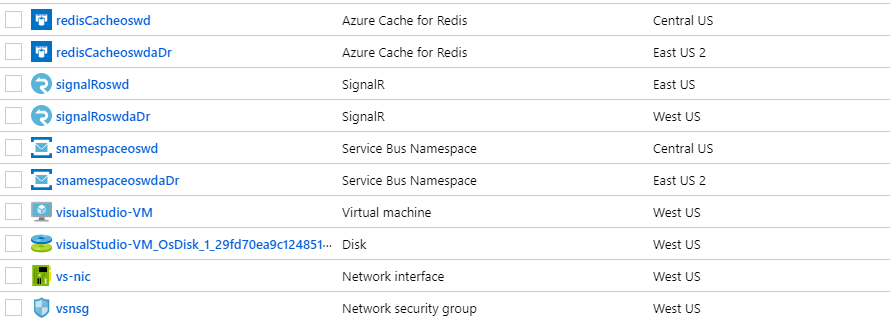 redisCacheoswd Azure Cache for Redis Central US
redisCacheoswdaDr Azure Cache for Redis East US 2
signalRoswd SignalR East US
signalRoswdaDr SignalR West US
snamespaceoswd Service Bus Namespace Central US
snamespaceoswdaDr Service Bus Namespace East US 2
visualStudio-VM Virtual machine West US
visualStudio-VM_OsDisk_1_29fd70ea9c124851··· Disk West US
vs-nic Network interface West US
vsnsg Network security group West US